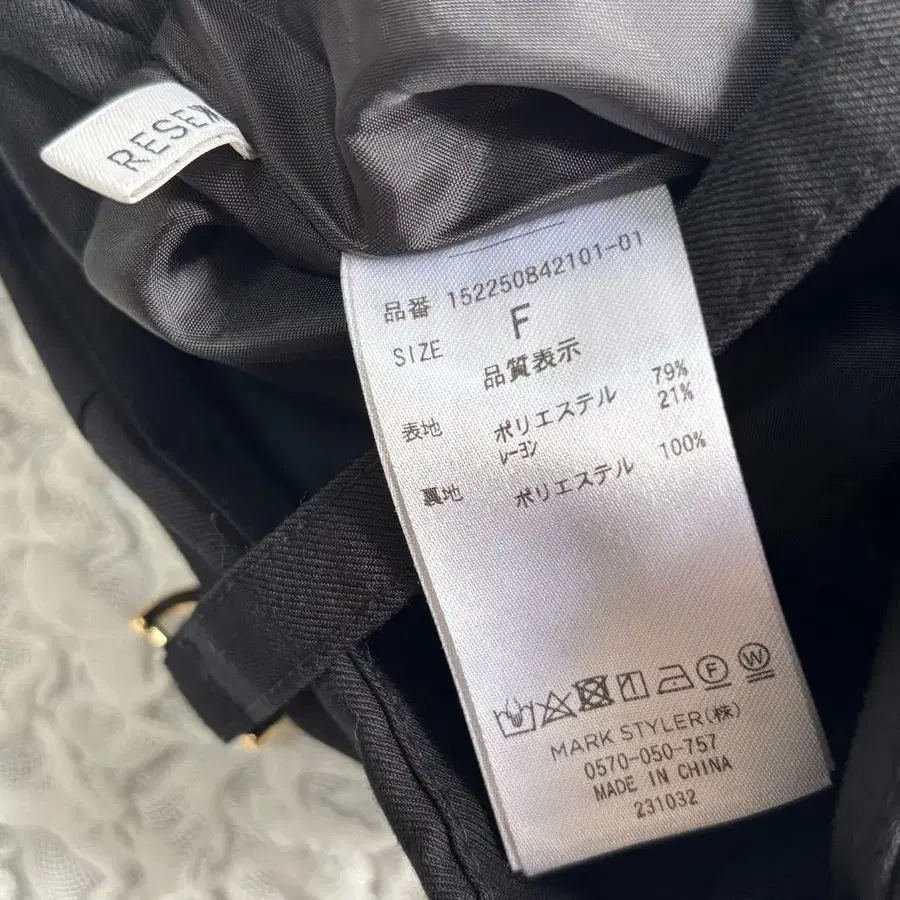 RESEX
品番 152250842101-01
SIZE F
品質表示
表地 ポリエステル 79%
レーヨン 21%
裏地 ポリエステル 100%
F W
MARK STYLER(株)
0570-050-757
MADE IN CHINA
231032